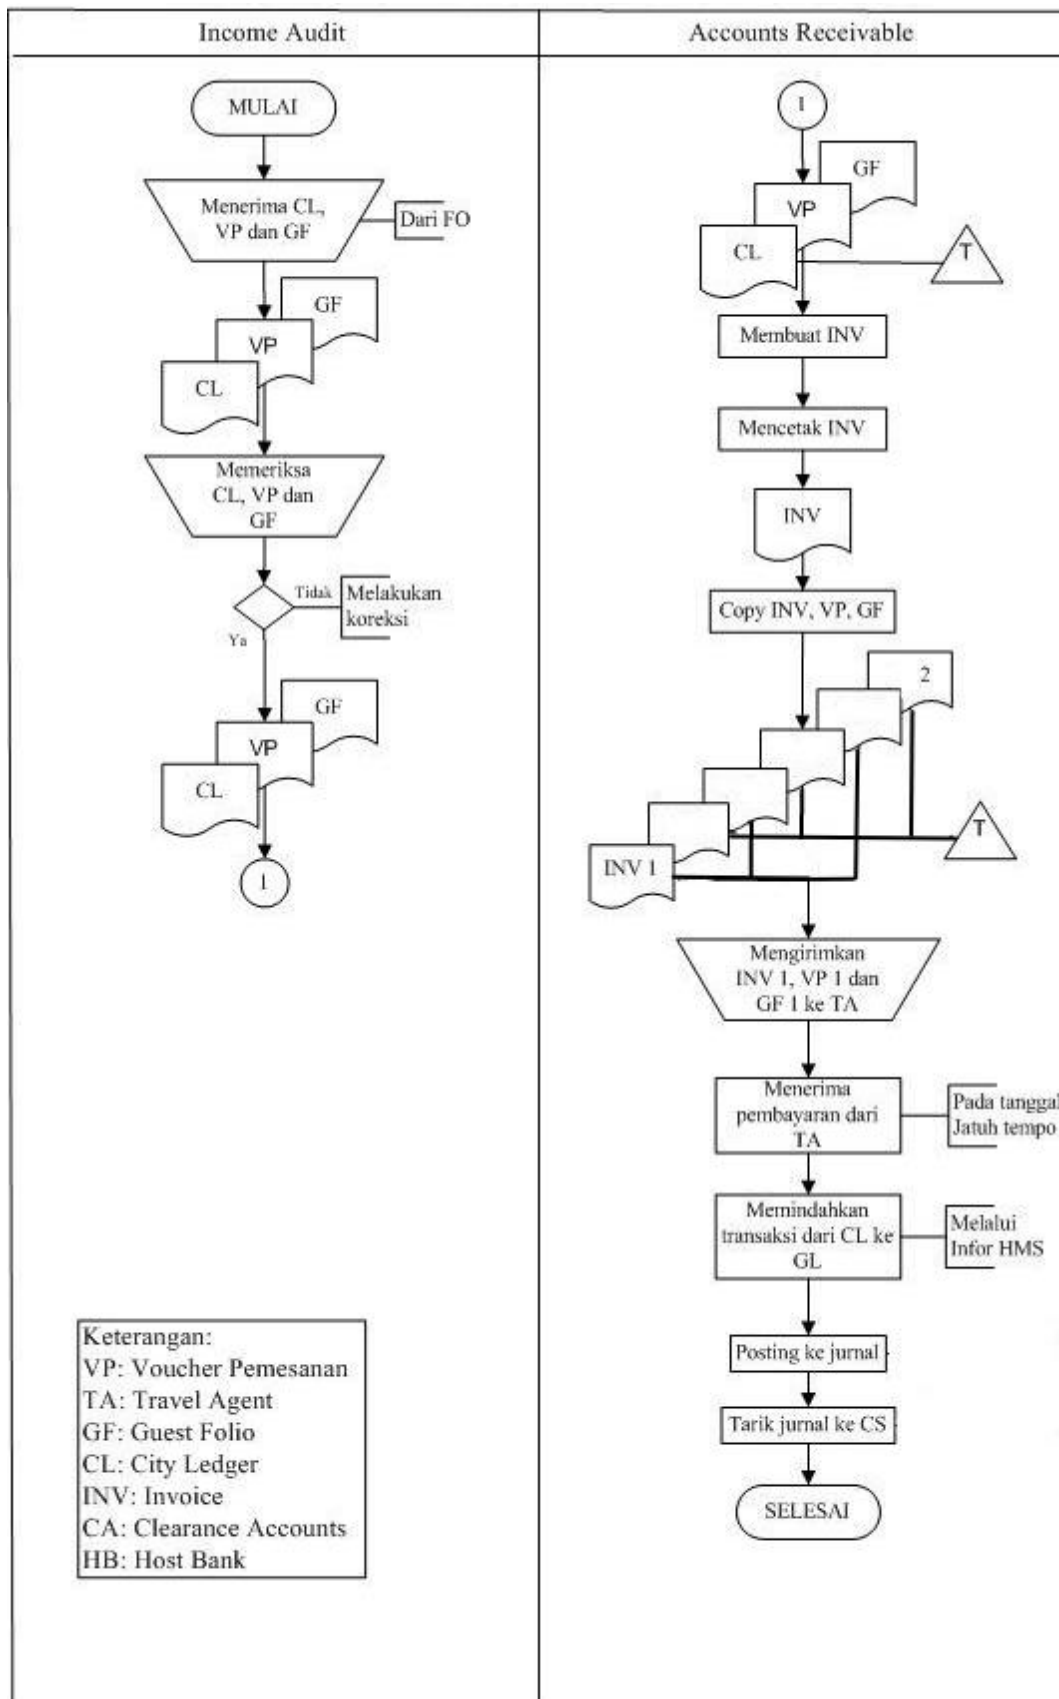 Income Audit
MULAI
Menerima CL,
VP dan GF
Dari FO
GF
VP
CL
Memeriksa
CL, VP dan
GF
Tidak
Melakukan
koreksi
Ya
GF
VP
CL
1
Keterangan:
VP: Voucher Pemesanan
TA: Travel Agent
GF: Guest Folio
CL: City Ledger
INV: Invoice
CA: Clearance Accounts
HB: Host Bank
Accounts Receivable
1
GF
VP
CL
T
Membuat INV
Mencetak INV
INV
Copy INV, VP, GF
2
T
INV 1
Mengirimkan
INV 1, VP 1 dan
GF 1 ke TA
Menerima
pembayaran dari
TA
Pada tanggal
Jatuh tempo
Memindahkan
transaksi dari CL ke
GL
Melalui
Infor HMS
Posting ke jurnal
Tarik jurnal ke CS
SELESAI